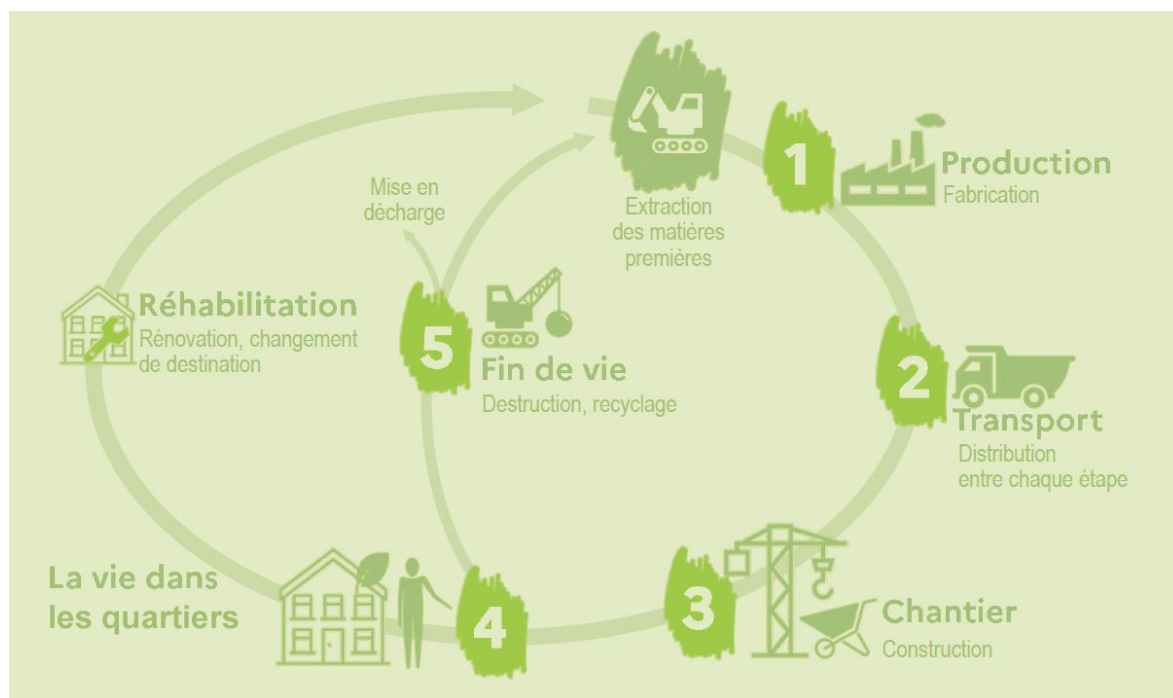 Extraction
des matières
premières
1
Production
Fabrication
2
Transport
Distribution
entre chaque étape
3
Chantier
Construction
4
La vie dans
les quartiers
5
Fin de vie
Destruction, recyclage
Mise en
décharge
Réhabilitation
Rénovation, changement
de destination